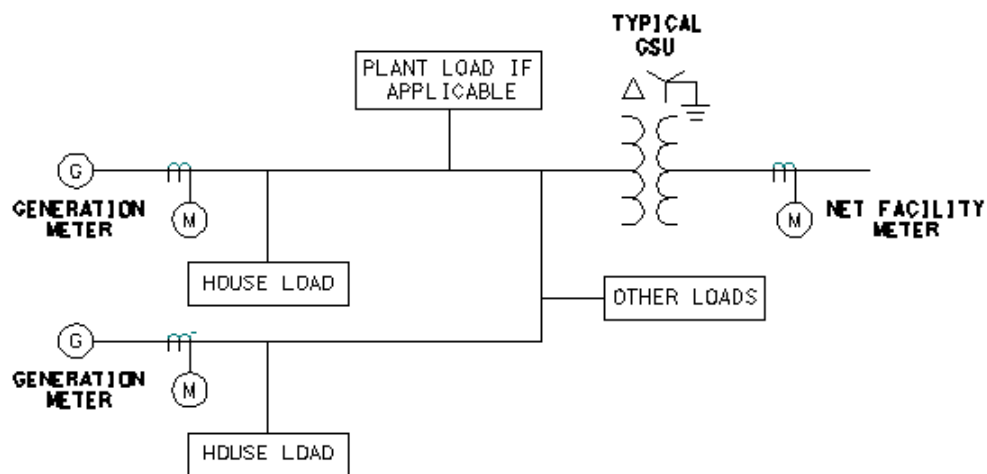 TYPICAL
GSU
PLANT LOAD IF
APPLICABLE
G
GENERATION
METER
M
M
NET FACILITY
METER
HOUSE LOAD
OTHER LOADS
G
GENERATION
METER
M
HOUSE LOAD